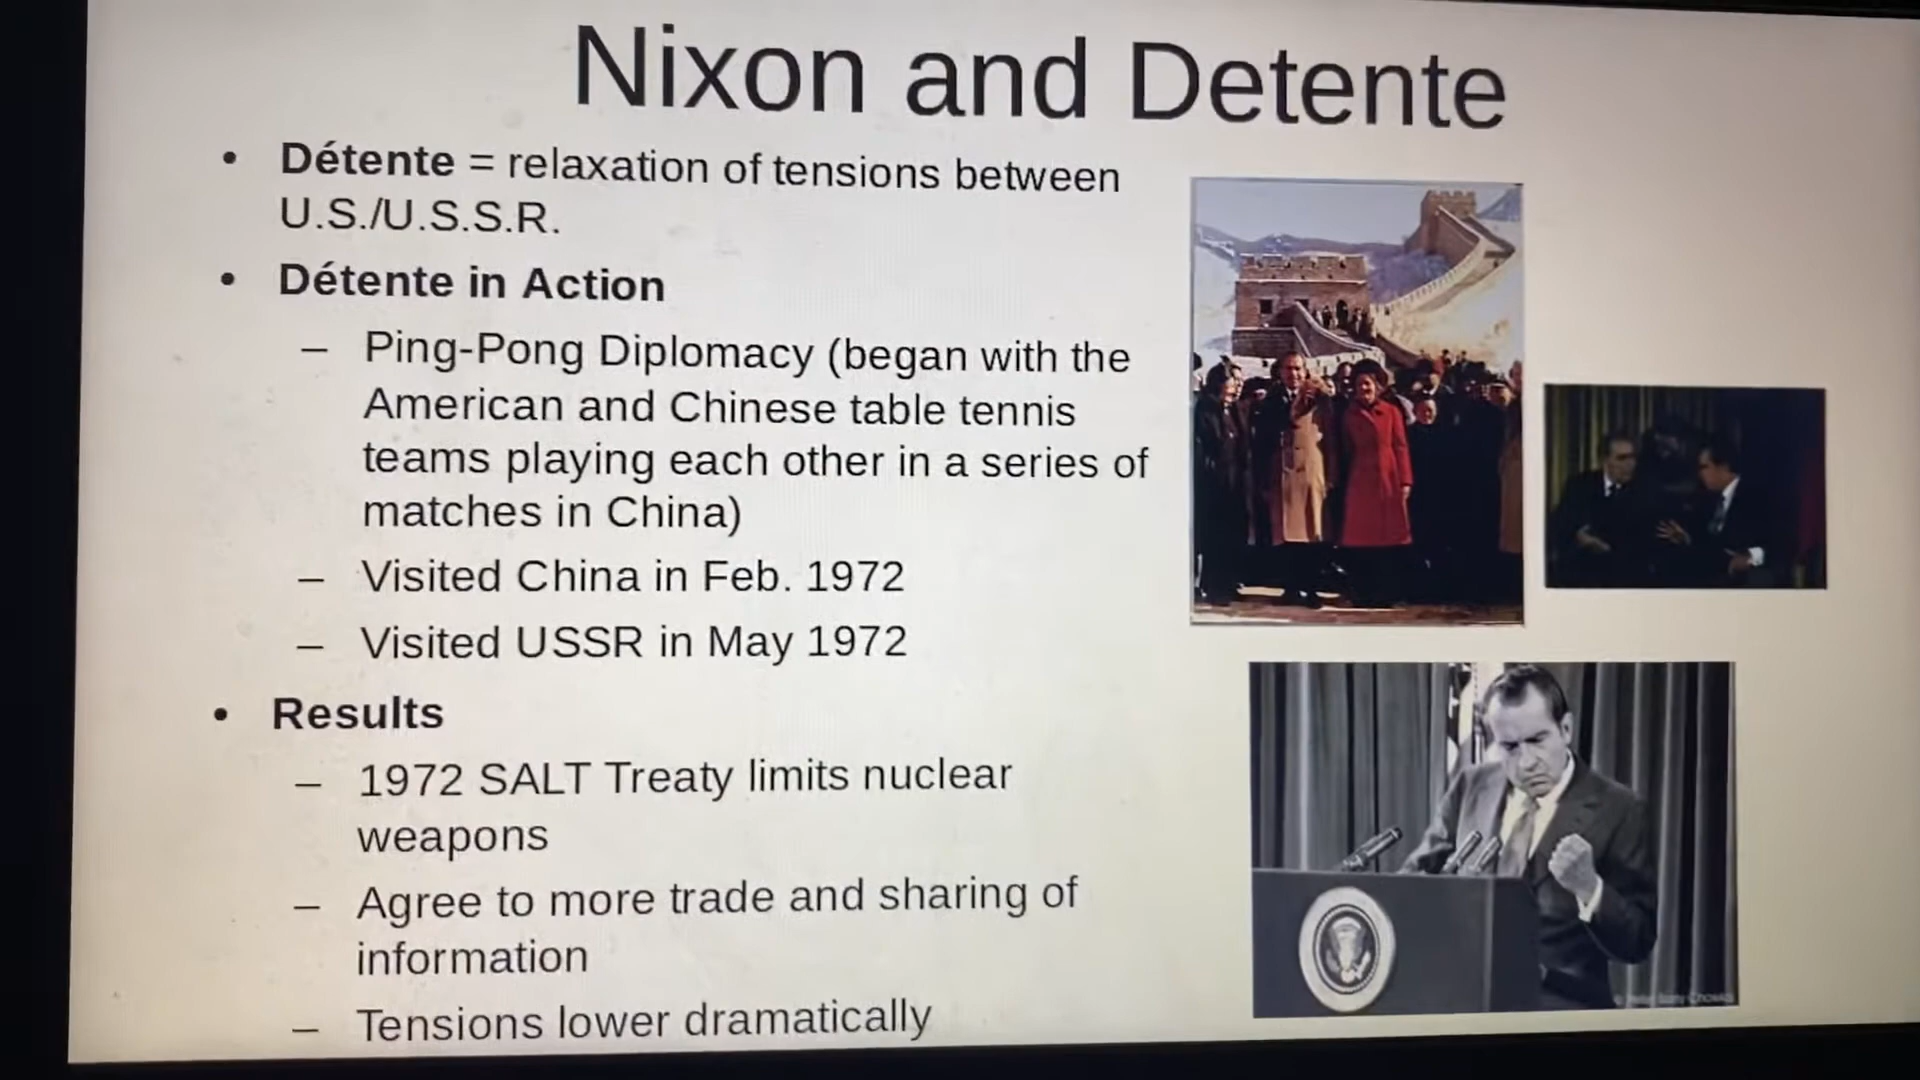 Nixon and Detente
• Détente = relaxation of tensions between
U.S./U.S.S.R.
• Détente in Action
– Ping-Pong Diplomacy (began with the
American and Chinese table tennis
teams playing each other in a series of
matches in China)
– Visited China in Feb. 1972
– Visited USSR in May 1972
• Results
– 1972 SALT Treaty limits nuclear
weapons
– Agree to more trade and sharing of
information
– Tensions lower dramatically